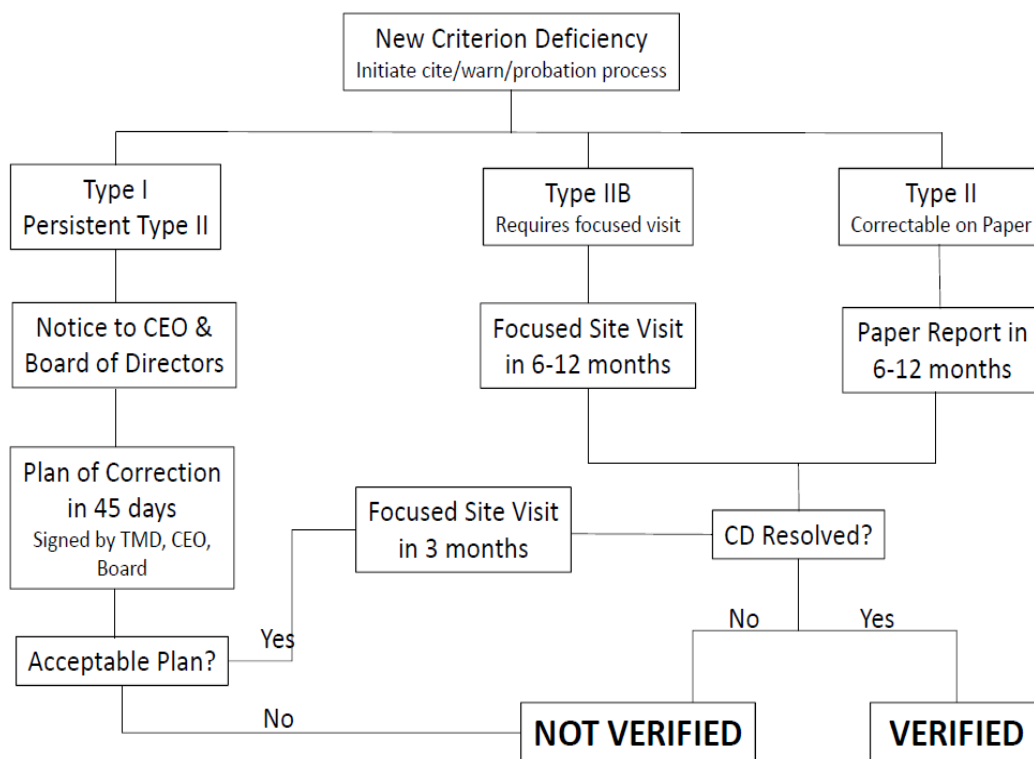 New Criterion Deficiency
Initiate cite/warn/probation process
Type I
Persistent Type II
Type IIB
Requires focused visit
Type II
Correctable on Paper
Notice to CEO &
Board of Directors
Focused Site Visit
in 6-12 months
Paper Report in
6-12 months
Plan of Correction
in 45 days
Signed by TMD, CEO,
Board
Focused Site Visit
in 3 months
CD Resolved?
No
Yes
Acceptable Plan?
Yes
No
NOT VERIFIED
VERIFIED